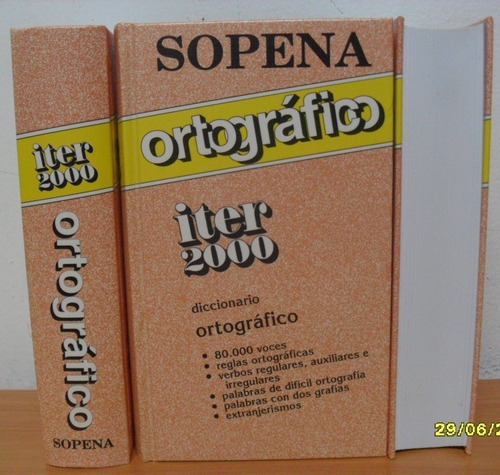 iter
2000
ortográfico
SOPENA
SOPENA
ortográfico
iter
2000
diccionario
ortográfico
• 80.000 voces
• reglas ortográficas
• verbos regulares, auxiliares e
irregulares
• palabras de difícil ortografía
• palabras con dos grafías
• extranjerismos
29/06/2